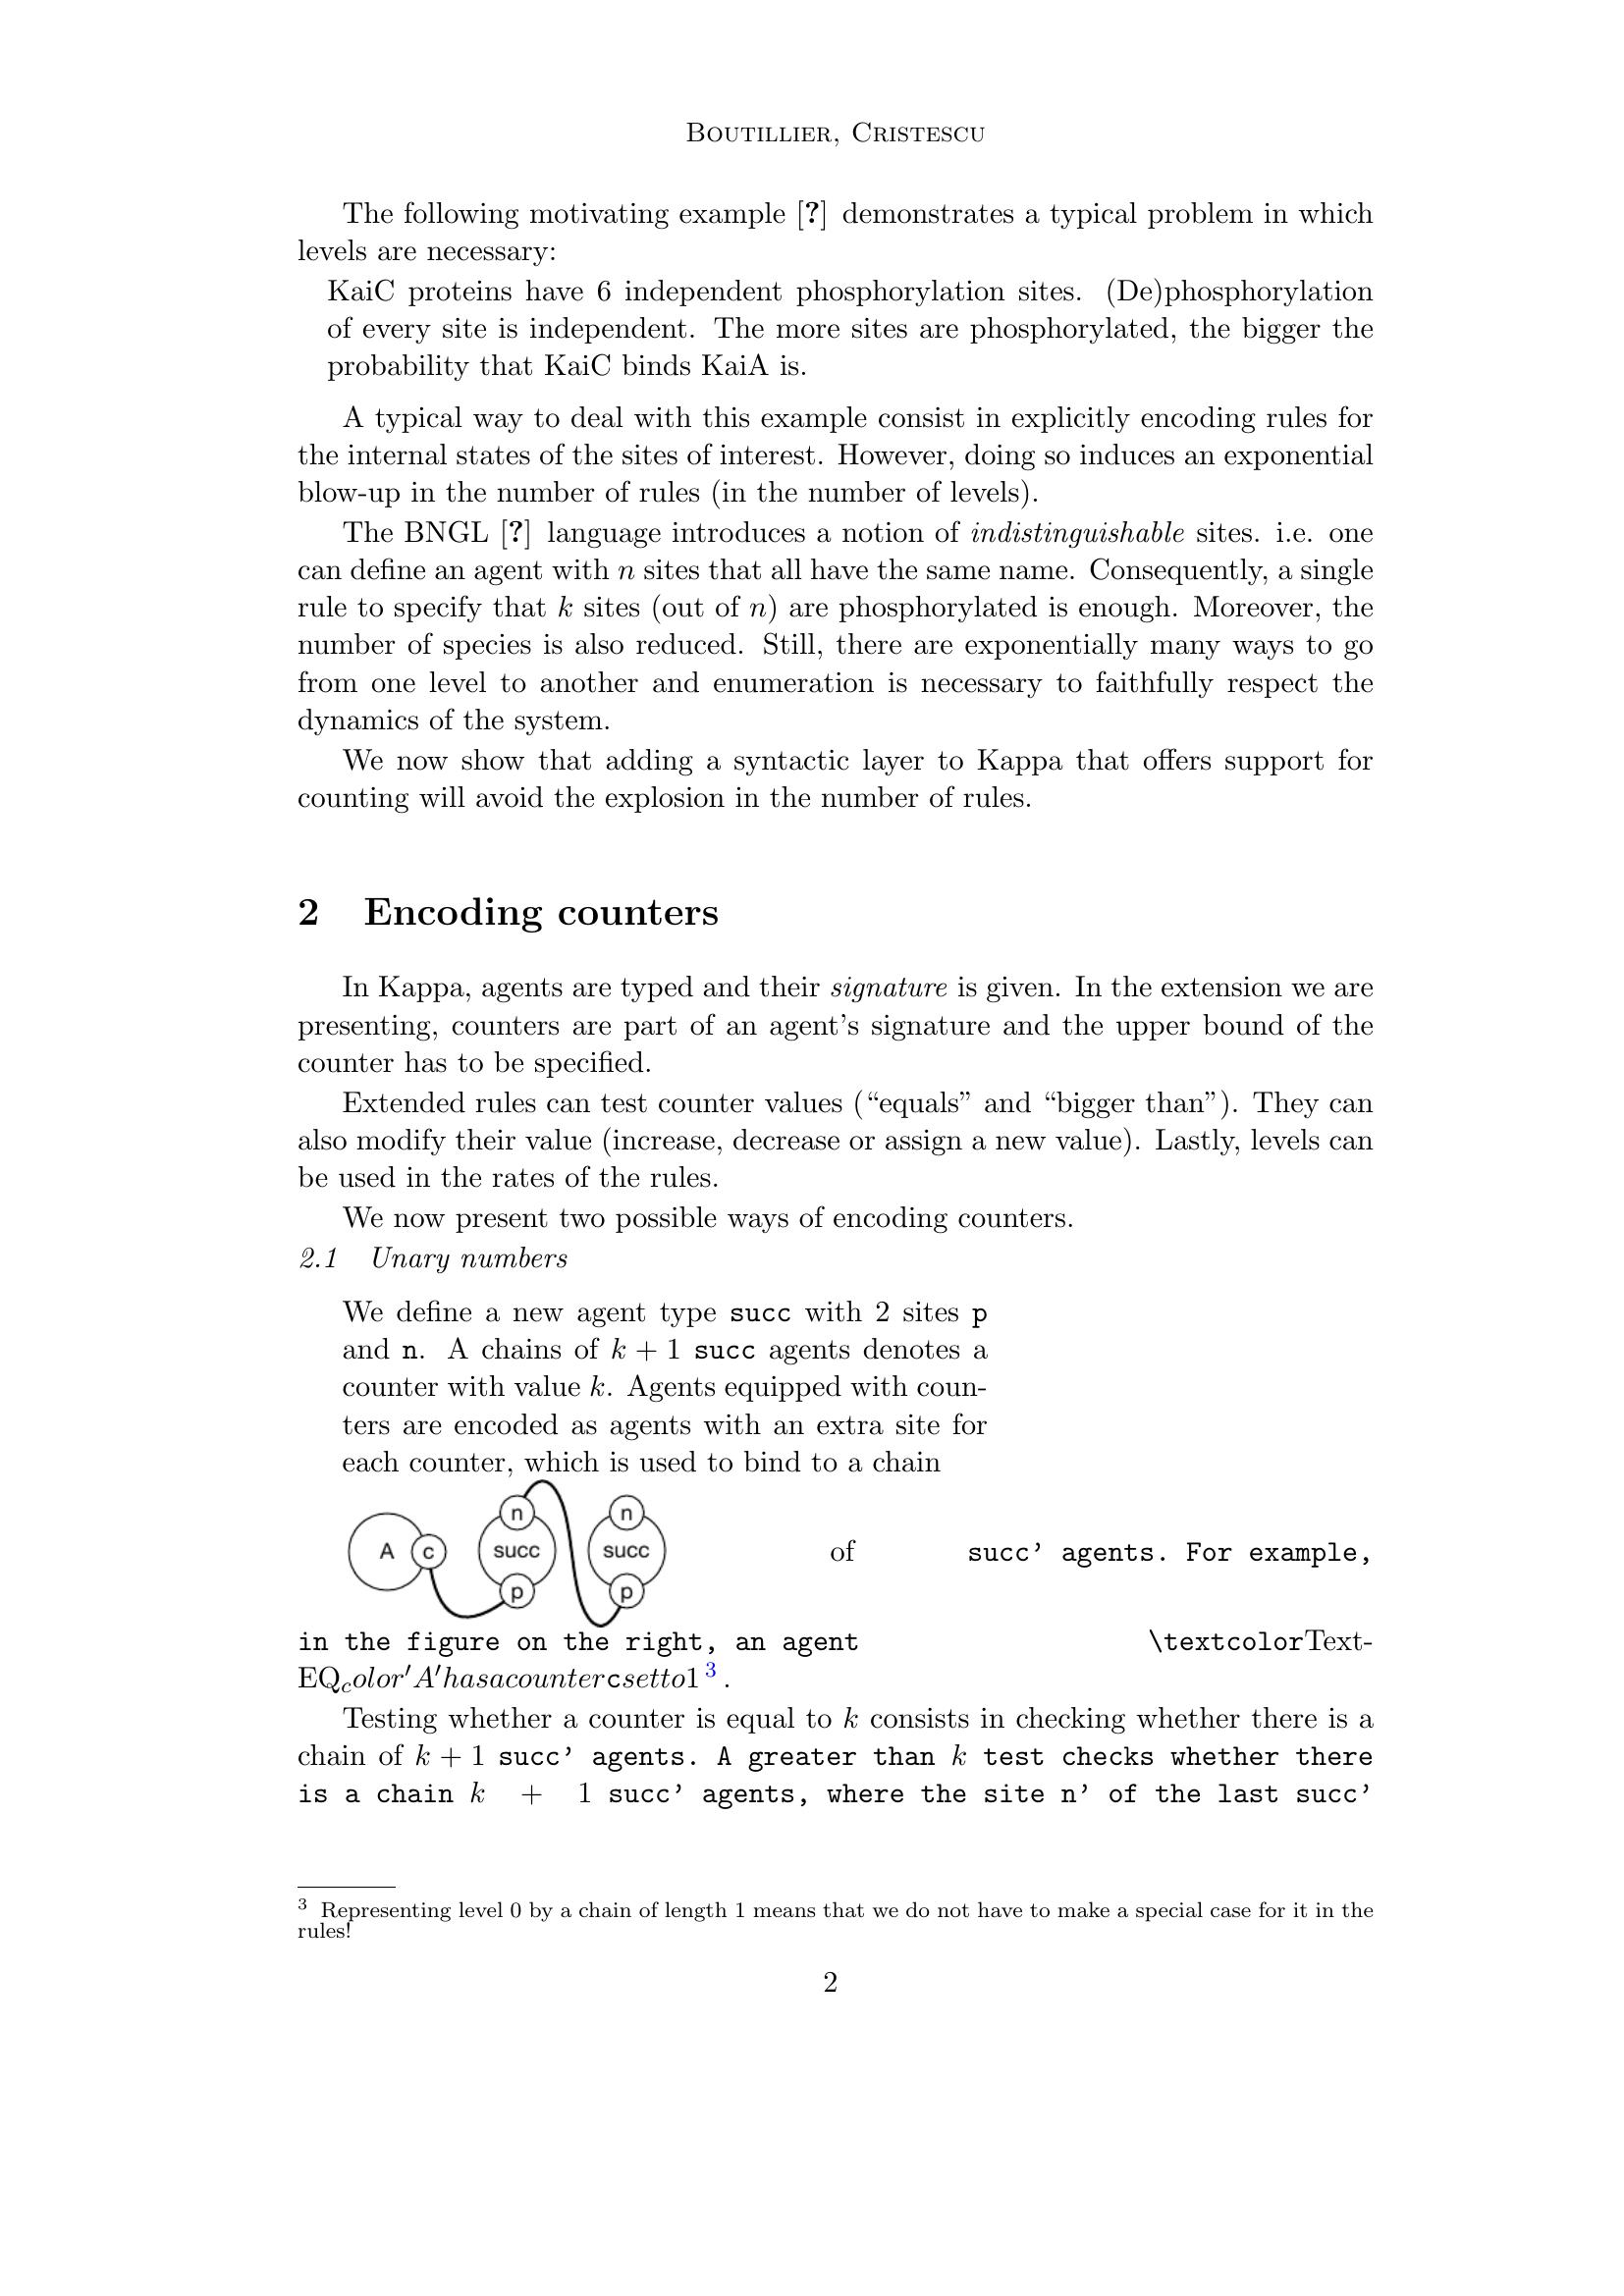 Boutillier, Cristescu
The following motivating example [?] demonstrates a typical problem in which
levels are necessary:
KaiC proteins have 6 independent phosphorylation sites. (De)phosphorylation
of every site is independent. The more sites are phosphorylated, the bigger the
probability that KaiC binds KaiA is.
A typical way to deal with this example consist in explicitly encoding rules for
the internal states of the sites of interest. However, doing so induces an exponential
blow-up in the number of rules (in the number of levels).
The BNGL [?] language introduces a notion of indistinguishable sites. i.e. one
can define an agent with n sites that all have the same name. Consequently, a single
rule to specify that k sites (out of n) are phosphorylated is enough. Moreover, the
number of species is also reduced. Still, there are exponentially many ways to go
from one level to another and enumeration is necessary to faithfully respect the
dynamics of the system.
We now show that adding a syntactic layer to Kappa that offers support for
counting will avoid the explosion in the number of rules.
2 Encoding counters
In Kappa, agents are typed and their signature is given. In the extension we are
presenting, counters are part of an agent's signature and the upper bound of the
counter has to be specified.
Extended rules can test counter values (“equals” and “bigger than”). They can
also modify their value (increase, decrease or assign a new value). Lastly, levels can
be used in the rates of the rules.
We now present two possible ways of encoding counters.
2.1 Unary numbers
We define a new agent type succ with 2 sites p
and n. A chains of k + 1 succ agents denotes a
counter with value k. Agents equipped with coun-
ters are encoded as agents with an extra site for
each counter, which is used to bind to a chain
n n
A c succ succ of succ’ agents. For example,
p p
in the figure on the right, an agent \textcolorText-
EQcolor′A′hasacountercsetto1 3 .
Testing whether a counter is equal to k consists in checking whether there is a
chain of k + 1 succ’ agents. A greater than k test checks whether there
is a chain k + 1 succ’ agents, where the site n’ of the last succ’
3 Representing level 0 by a chain of length 1 means that we do not have to make a special case for it in the
rules!
2